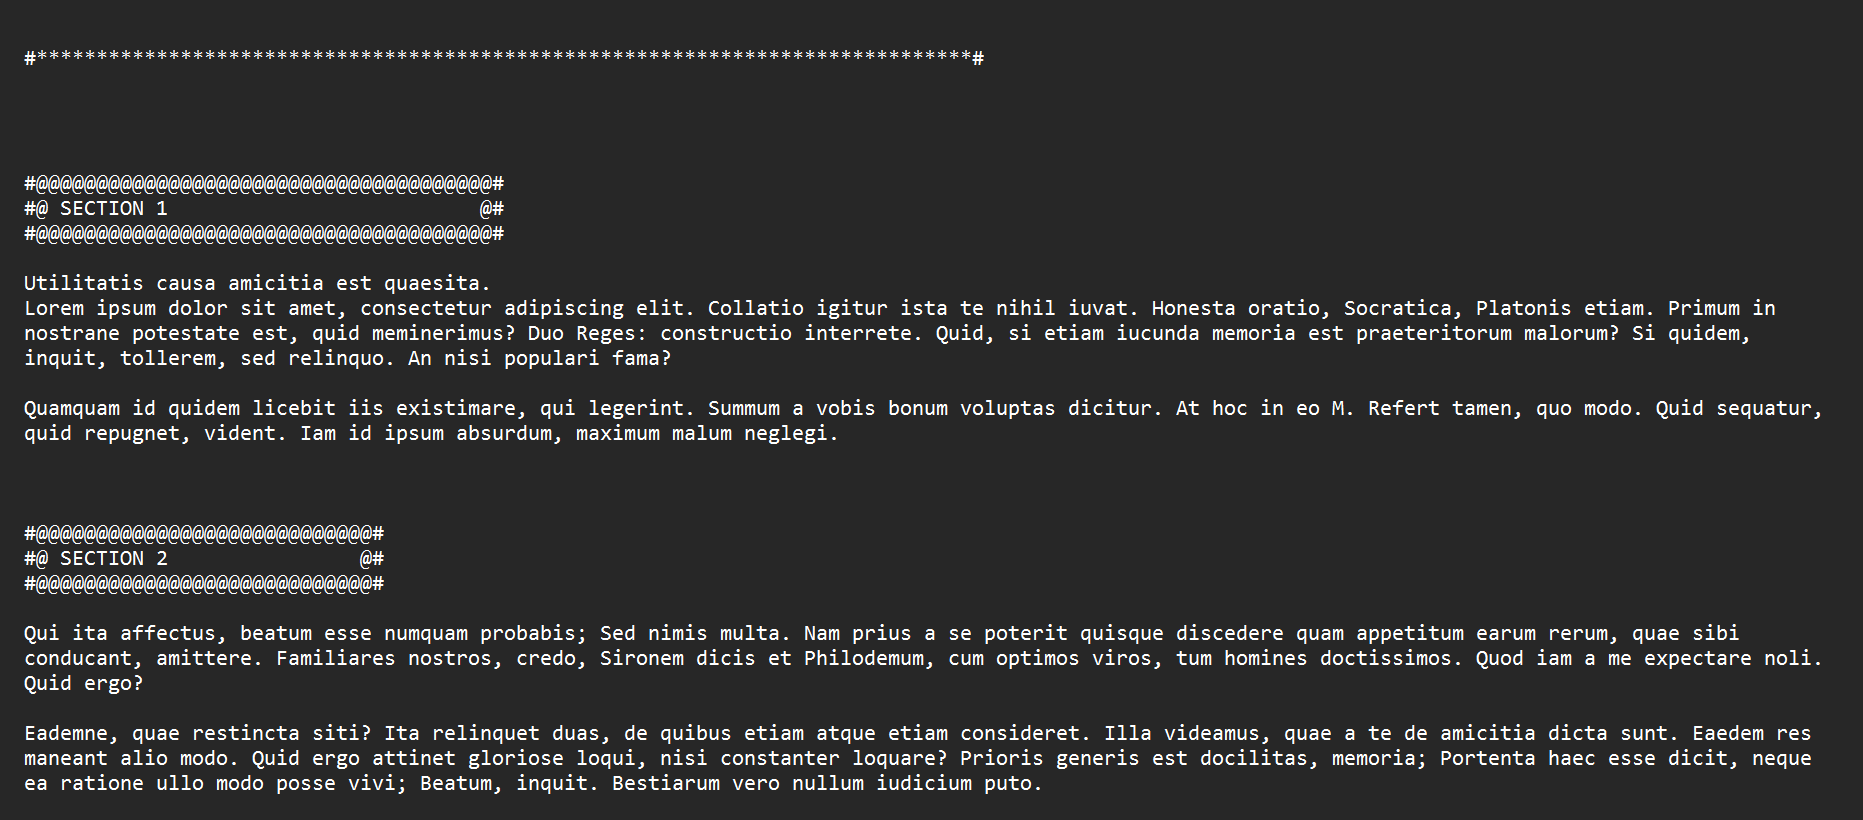 #******************************************************************************#
#@@@@@@@@@@@@@@@@@@@@@@@@@@@@@@@@@@@@@@#
#@ SECTION 1                          @#
#@@@@@@@@@@@@@@@@@@@@@@@@@@@@@@@@@@@@@@#
Utilitatis causa amicitia est quaesita.
Lorem ipsum dolor sit amet, consectetur adipiscing elit. Collatio igitur ista te nihil iuvat. Honesta oratio, Socratica, Platonis etiam. Primum in
nostrane potestate est, quid meminerimus? Duo Reges: constructio interrete. Quid, si etiam iucunda memoria est praeteritorum malorum? Si quidem,
inquit, tollerem, sed relinquo. An nisi populari fama?
Quamquam id quidem licebit iis existimare, qui legerint. Summum a vobis bonum voluptas dicitur. At hoc in eo M. Refert tamen, quo modo. Quid sequatur,
quid repugnet, vident. Iam id ipsum absurdum, maximum malum neglegi.
#@@@@@@@@@@@@@@@@@@@@@@@@@@@@#
#@ SECTION 2                @#
#@@@@@@@@@@@@@@@@@@@@@@@@@@@@#
Qui ita affectus, beatum esse numquam probabis; Sed nimis multa. Nam prius a se poterit quisque discedere quam appetitum earum rerum, quae sibi
conducant, amittere. Familiares nostros, credo, Sironem dicis et Philodemum, cum optimos viros, tum homines doctissimos. Quod iam a me expectare noli.
Quid ergo?
Eademne, quae restincta siti? Ita relinquet duas, de quibus etiam atque etiam consideret. Illa videamus, quae a te de amicitia dicta sunt. Eaedem res
maneant alio modo. Quid ergo attinet gloriose loqui, nisi constanter loquare? Prioris generis est docilitas, memoria; Portenta haec esse dicit, neque
ea ratione ullo modo posse vivi; Beatum, inquit. Bestiarum vero nullum iudicium puto.